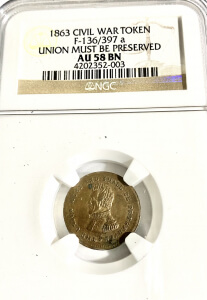 1863 CIVIL WAR TOKEN
F-136/397 a
UNION MUST BE PRESERVED
AU 58 BN
4202352-003
NGC